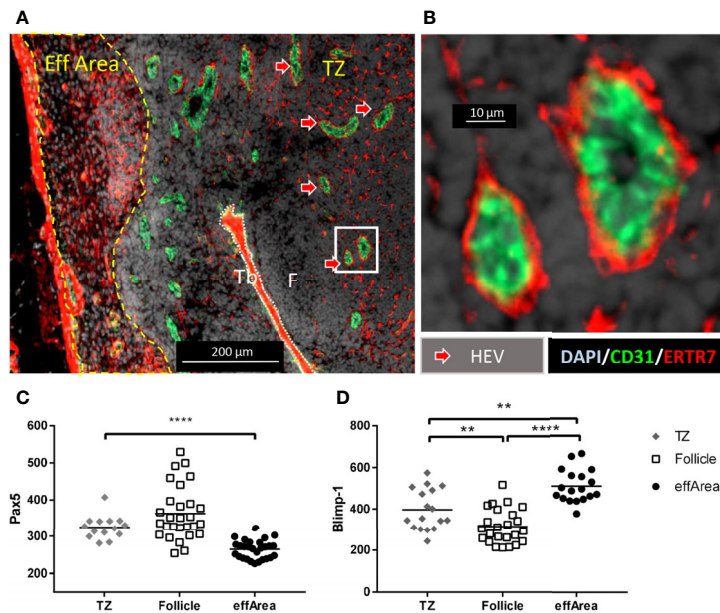 A
Eff Area
TZ
Tb
F
200 µm
B
10 µm
HEV
DAPI/CD31/ERTR7
C
****
Pax5
600
500
400
300
200
TZ
Follicle
effArea
D
**
**
****
Blimp-1
800
600
400
200
0
TZ
Follicle
effArea
TZ
Follicle
effArea